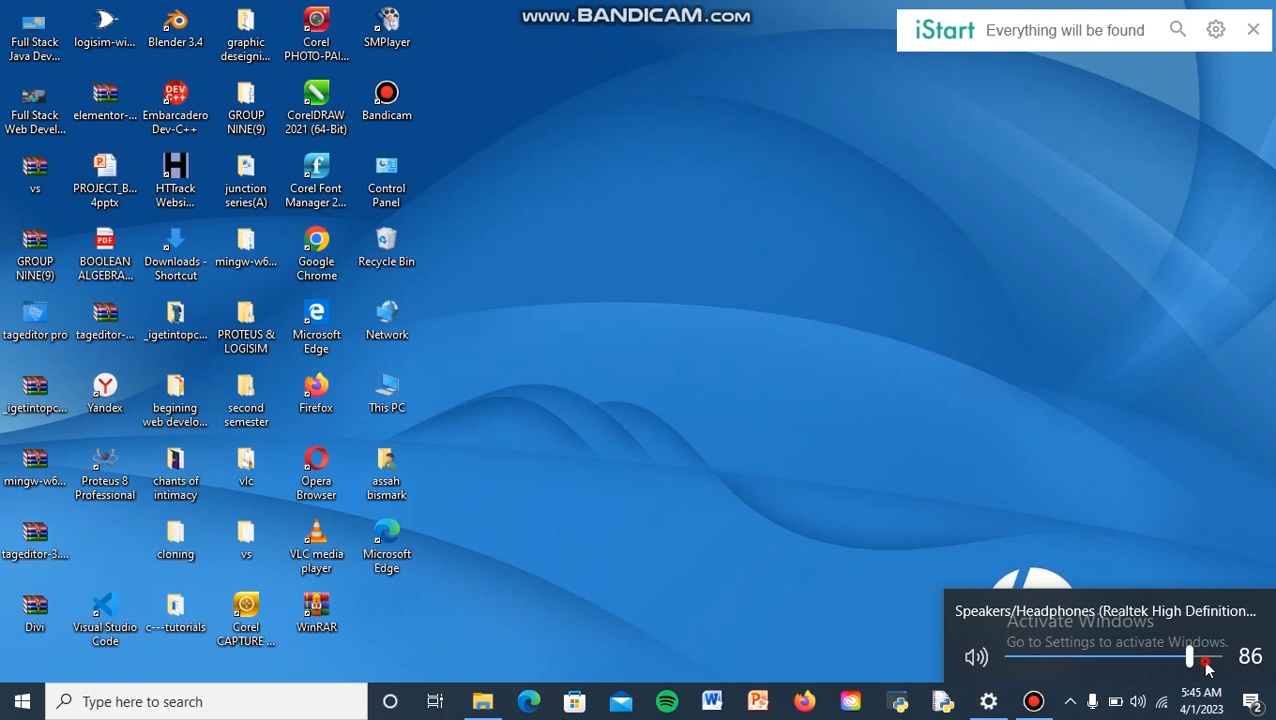 www.BANDICAM.com
iStart Everything will be found
Full Stack
Java Dev...
logisim-wi...
Blender 3.4
graphic
deseigni...
Corel
PHOTO-PAI...
SMPlayer
Full Stack
Web Devel...
elementor-...
Embarcadero
Dev-C++
GROUP
NINE(9)
CorelDRAW
2021 (64-Bit)
Bandicam
vs
PROJECT_B...
4pptx
HTTrack
Websi...
junction
series(A)
Corel Font
Manager 2...
Control
Panel
GROUP
NINE(9)
BOOLEAN
ALGEBRA...
Downloads -
Shortcut
mingw-w6...
Google
Chrome
Recycle Bin
tageditor pro
tageditor-...
_igetintopc...
PROTEUS &
LOGISIM
Microsoft
Edge
Network
_igetintopc...
Yandex
begining
web develo...
second
semester
Firefox
This PC
mingw-w6...
Proteus 8
Professional
chants of
intimacy
vlc
Opera
Browser
assah
bismark
tageditor-3....
cloning
vs
VLC media
player
Microsoft
Edge
Divi
Visual Studio
Code
c---tutorials
Corel
CAPTURE ...
WinRAR
Speakers/Headphones (Realtek High Definition...
Activate Windows
Go to Settings to activate Windows.
86
Type here to search
5:45 AM
4/1/2023
2